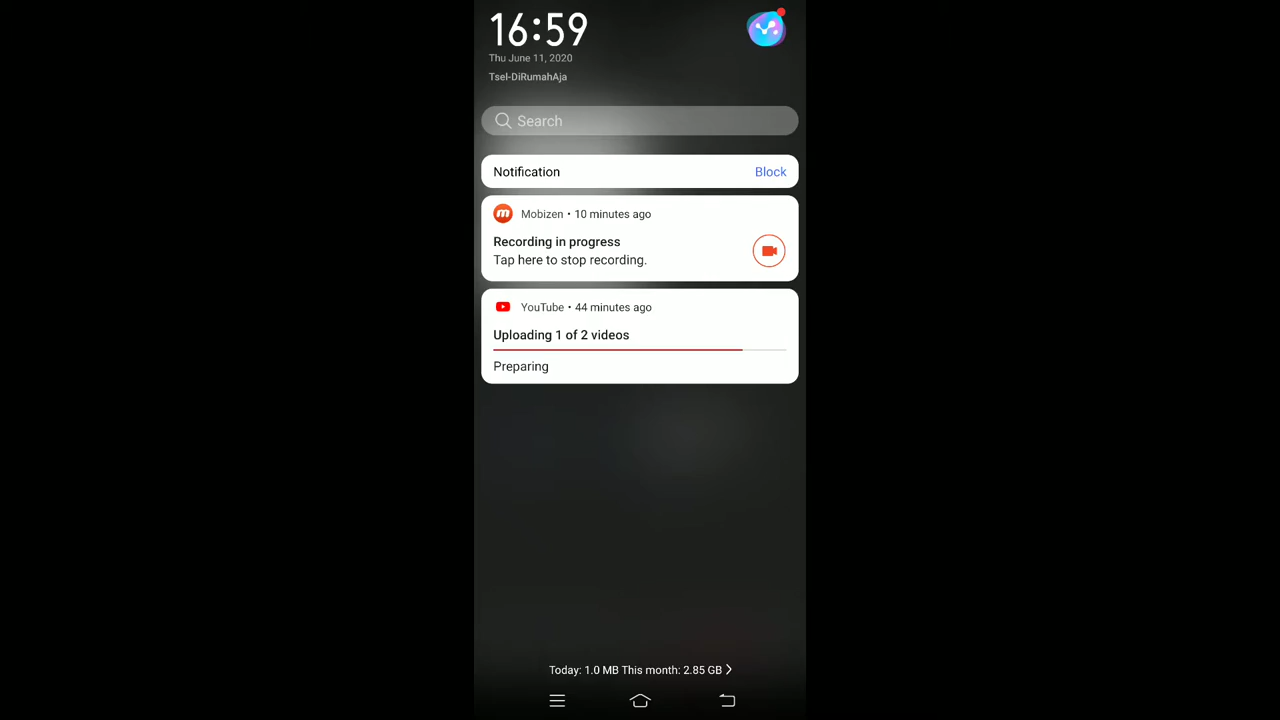 16:59
Thu June 11, 2020
Tsel-DiRumahAja
Search
Notification Block
Mobizen • 10 minutes ago
Recording in progress
Tap here to stop recording.
YouTube • 44 minutes ago
Uploading 1 of 2 videos
Preparing
Today: 1.0 MB This month: 2.85 GB